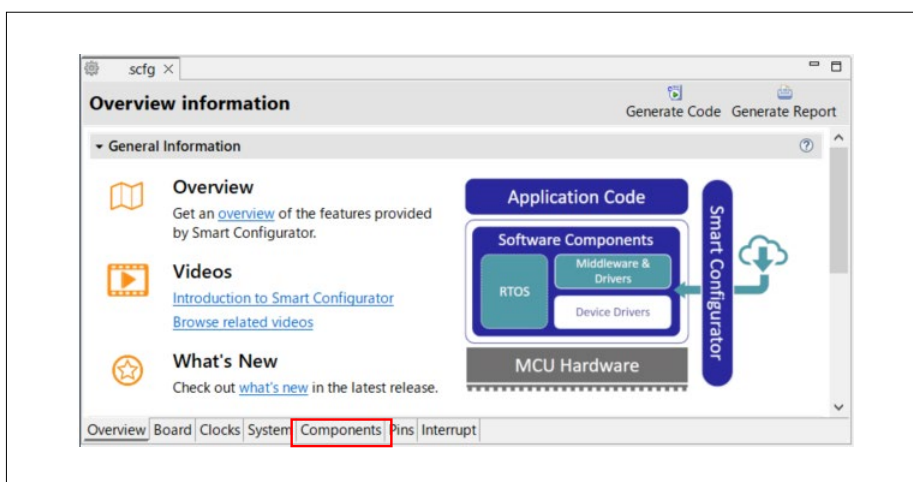 scfg
Overview information
Generate Code Generate Report
General Information
Overview
Get an overview of the features provided
by Smart Configurator.
Videos
Introduction to Smart Configurator
Browse related videos
What's New
Check out what's new in the latest release.
Application Code
Software Components
RTOS
Middleware &
Drivers
Device Drivers
MCU Hardware
Smart Configurator
Overview Board Clocks System Components Pins Interrupt